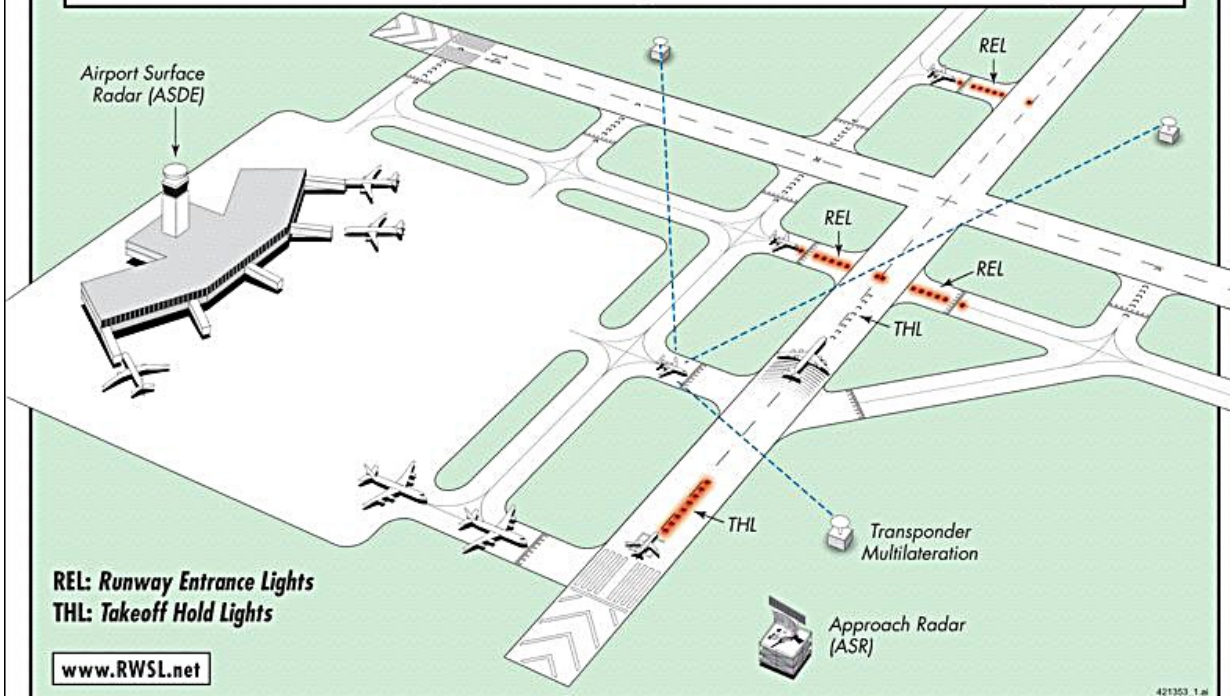 REL
Airport Surface
Radar (ASDE)
REL
REL
THL
THL
Transponder
Multilateration
REL: Runway Entrance Lights
THL: Takeoff Hold Lights
Approach Radar
(ASR)
www.RWSL.net
421353_1.ai